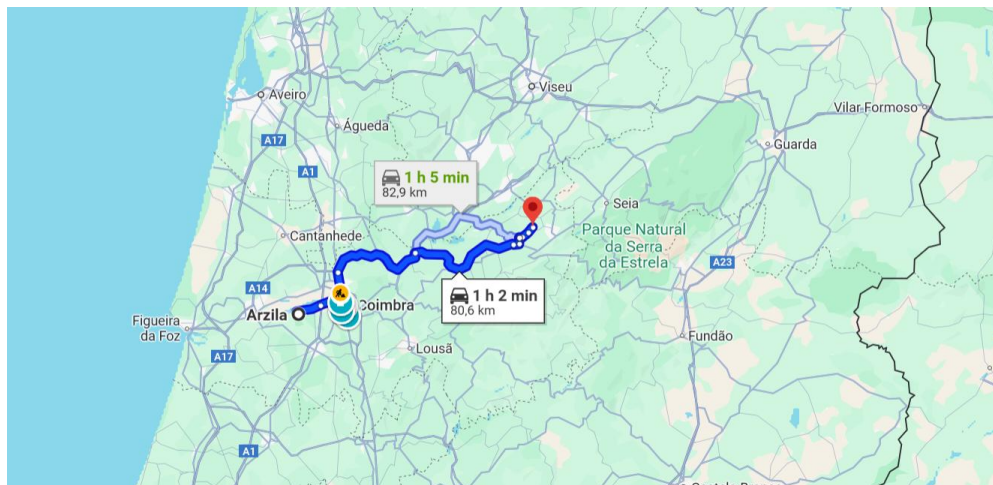 Aveiro
Viseu
Vilar Formoso
Águeda
A17
Guarda
A1
1 h 5 min
82,9 km
Seia
Cantanhede
Parque Natural
da Serra
da Estrela
A23
A14
1 h 2 min
80,6 km
Coimbra
Arzila
Figueira
da Foz
Fundão
Lousã
A17
A1